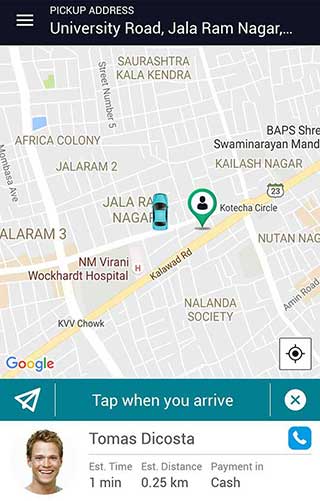 PICKUP ADDRESS
University Road, Jala Ram Nagar,...
SAURASHTRA
KALA KENDRA
Street Number 5
AFRICA COLONY
Mombasa Ave
JALARAM 2
BAPS Shre
Swaminarayan Mand
KAILASH NAGAR
23
JALA RA
NAGAR
Kotecha Circle
ALARAM 3
NUTAN NAG
NM Virani
Wockhardt Hospital
H
Kalawad Rd
Amin Road
NALANDA
SOCIETY
KVV Chowk
Google
Tap when you arrive
Tomas Dicosta
Est. Time
Est. Distance
Payment in
1 min
0.25 km
Cash